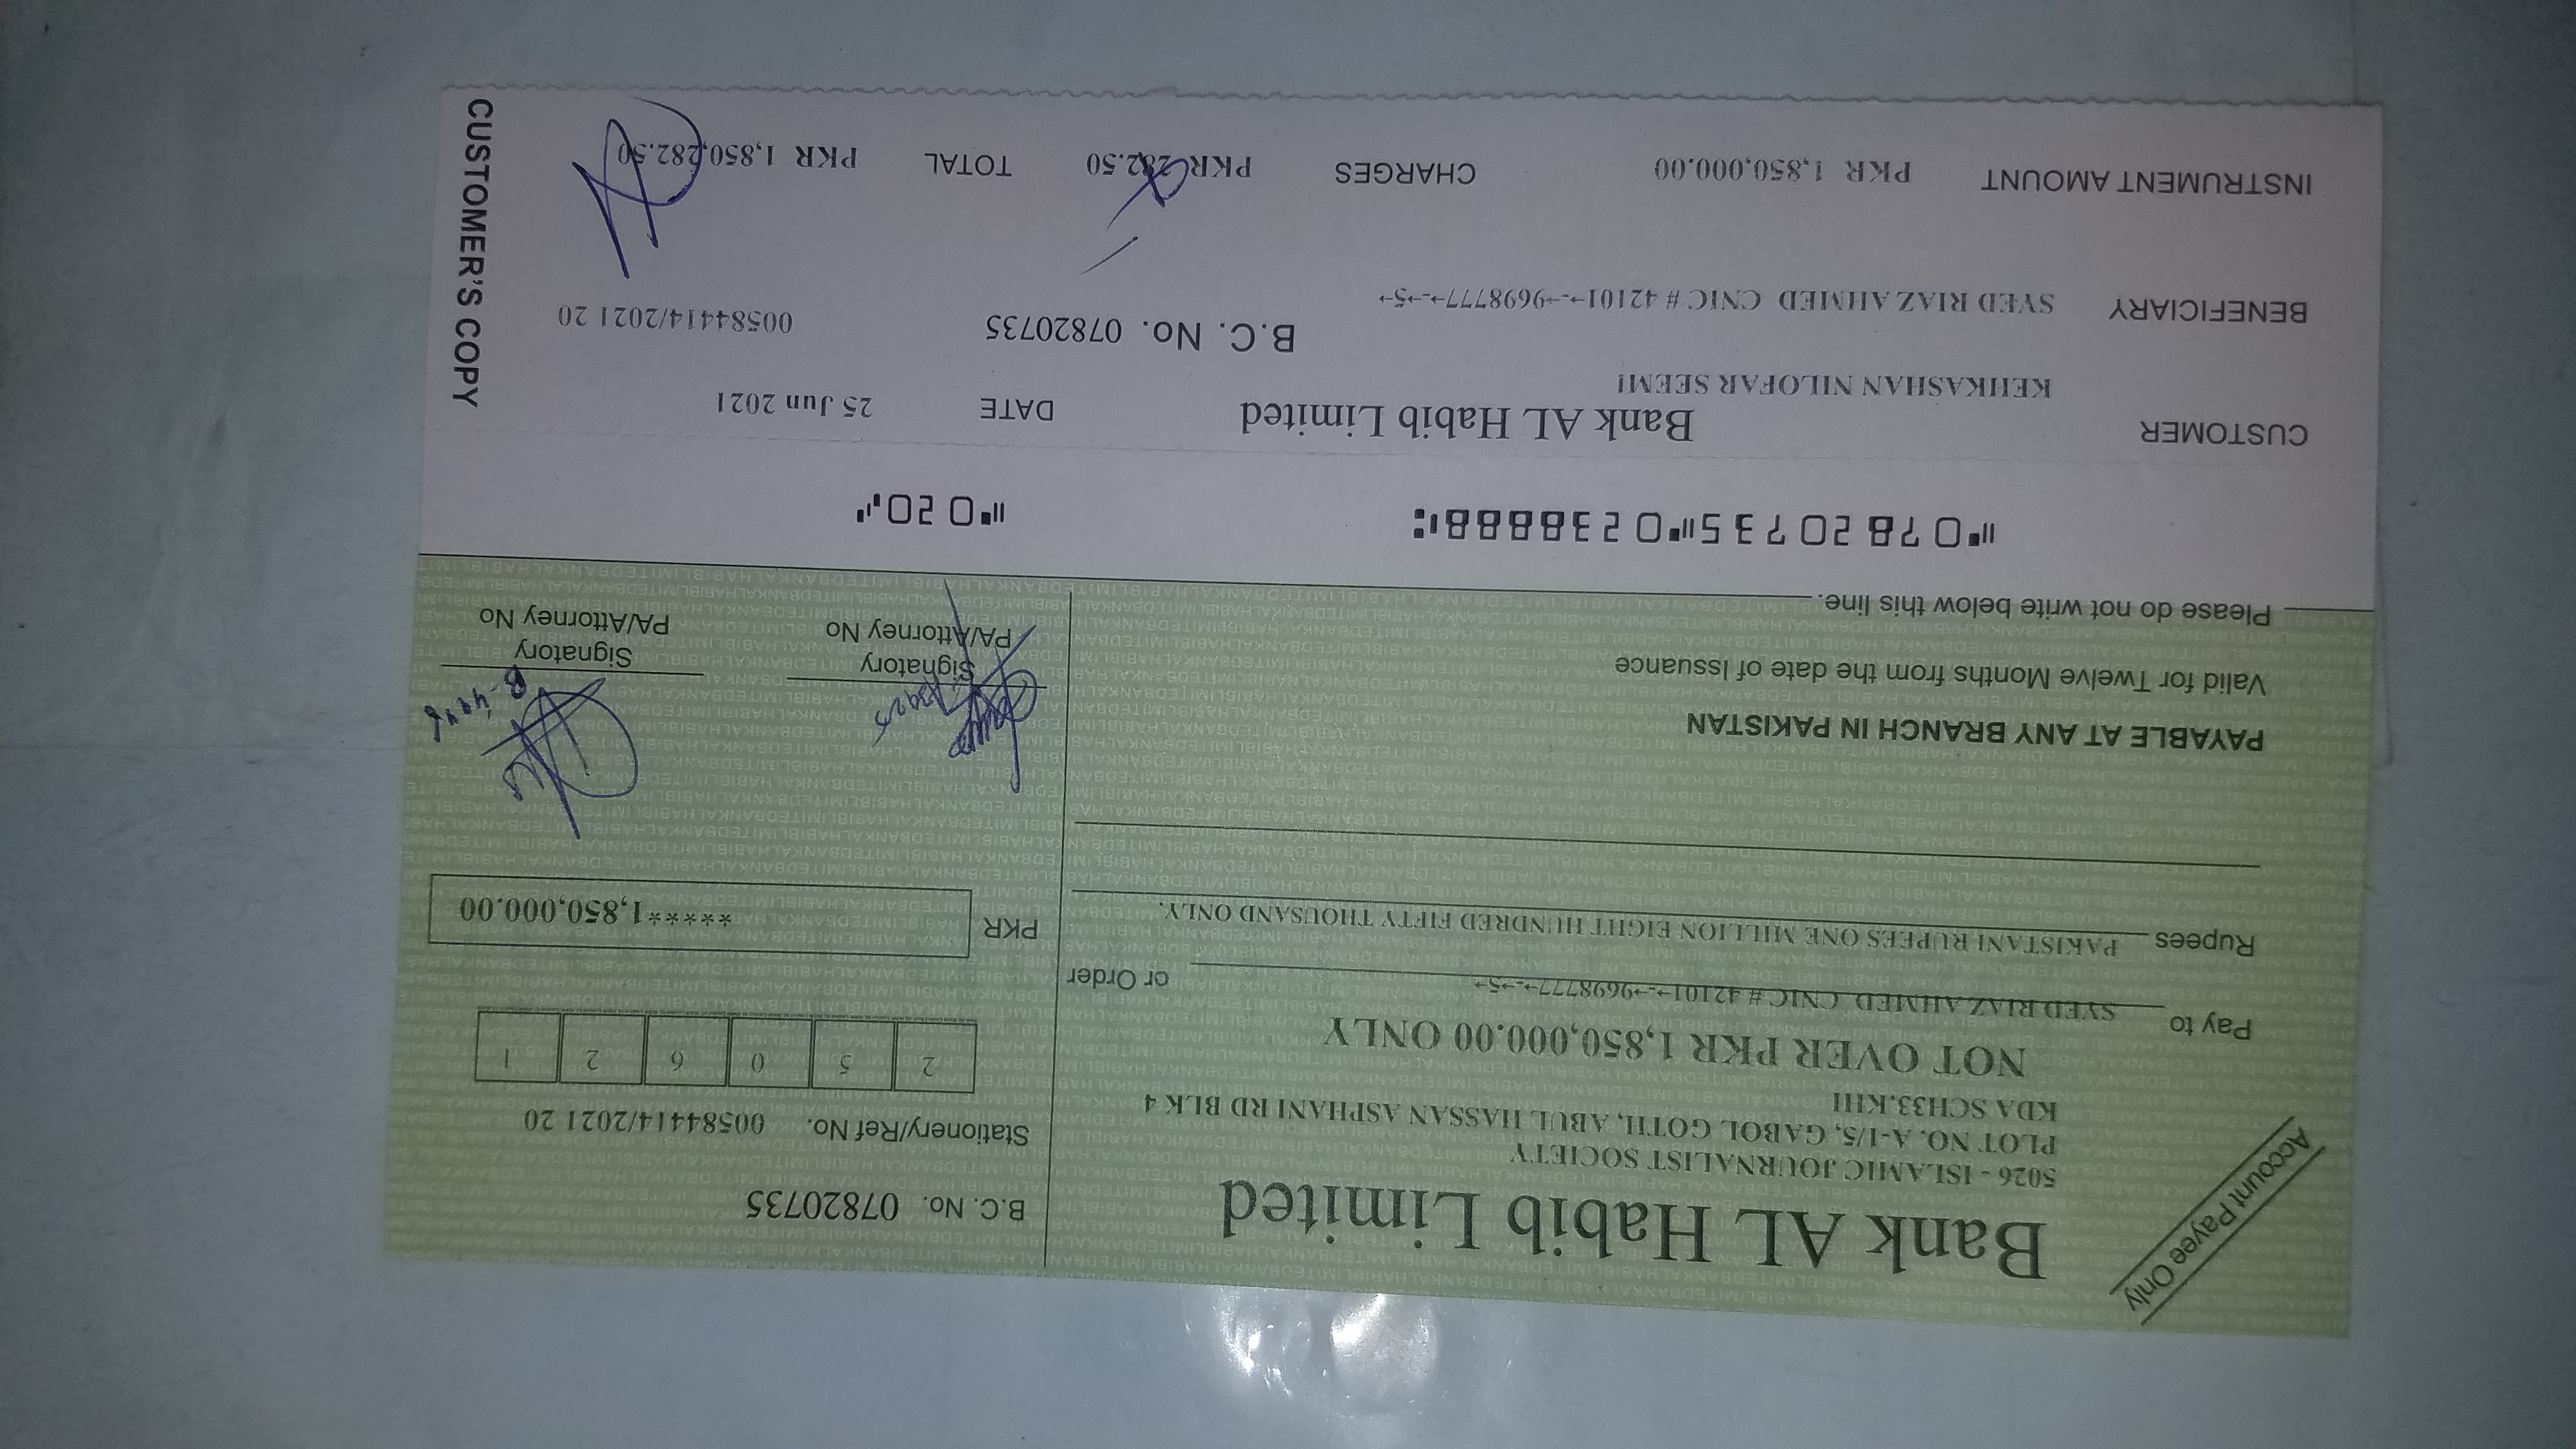 Account Payee Only
Bank AL Habib Limited
5026 - ISLAMIC JOURNALIST SOCIETY
PLOT NO. A-1/5, GABOL GOTH, ABUL HASSAN ASPHANI RD BLK 4
KDA SCH33.KHI
B.C. No. 07820735
Stationery/Ref No. 00584414/2021 20
2 5 0 6 2 1
NOT OVER PKR 1,850,000.00 ONLY
Pay to SYED RIAZ AHMED CNIC # 42101→-→9698777→-→5→ or Order
Rupees PAKISTANI RUPEES ONE MILLION EIGHT HUNDRED FIFTY THOUSAND ONLY.
PKR *****1,850,000.00
PAYABLE AT ANY BRANCH IN PAKISTAN
Valid for Twelve Months from the date of Issuance
Signatory
PA/Attorney No
Signatory
PA/Attorney No
Please do not write below this line.
⑈07820735⑈0238888⑆ ⑈020⑈
CUSTOMER'S COPY
Bank AL Habib Limited
CUSTOMER KEHKASHAN NILOFAR SEEMI DATE 25 Jun 2021
B.C. No. 07820735
BENEFICIARY SYED RIAZ AHMED CNIC # 42101→-→9698777→-→5→ 00584414/2021 20
INSTRUMENT AMOUNT PKR 1,850,000.00 CHARGES PKR 282.50 TOTAL PKR 1,850,282.50